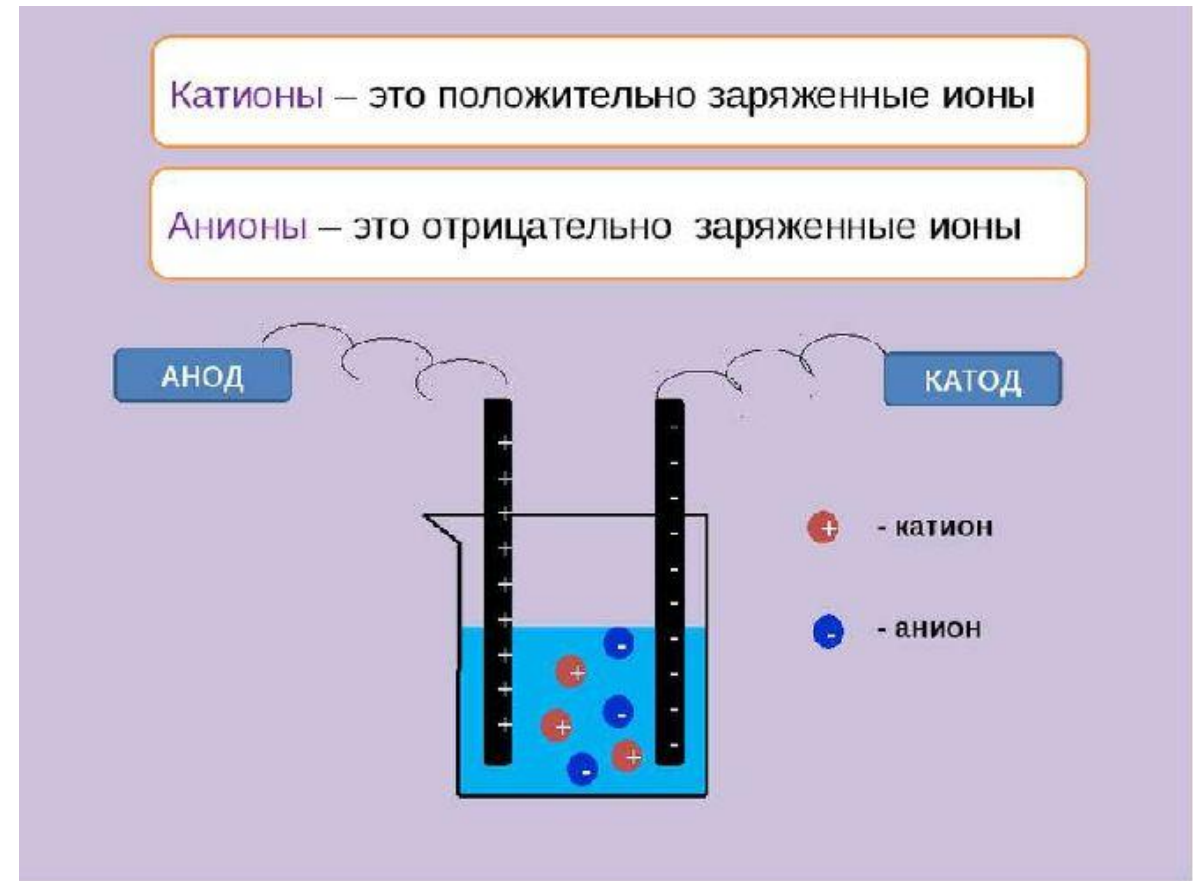 Катионы – это положительно заряженные ионы
Анионы – это отрицательно заряженные ионы
АНОД
КАТОД
- катион
- анион